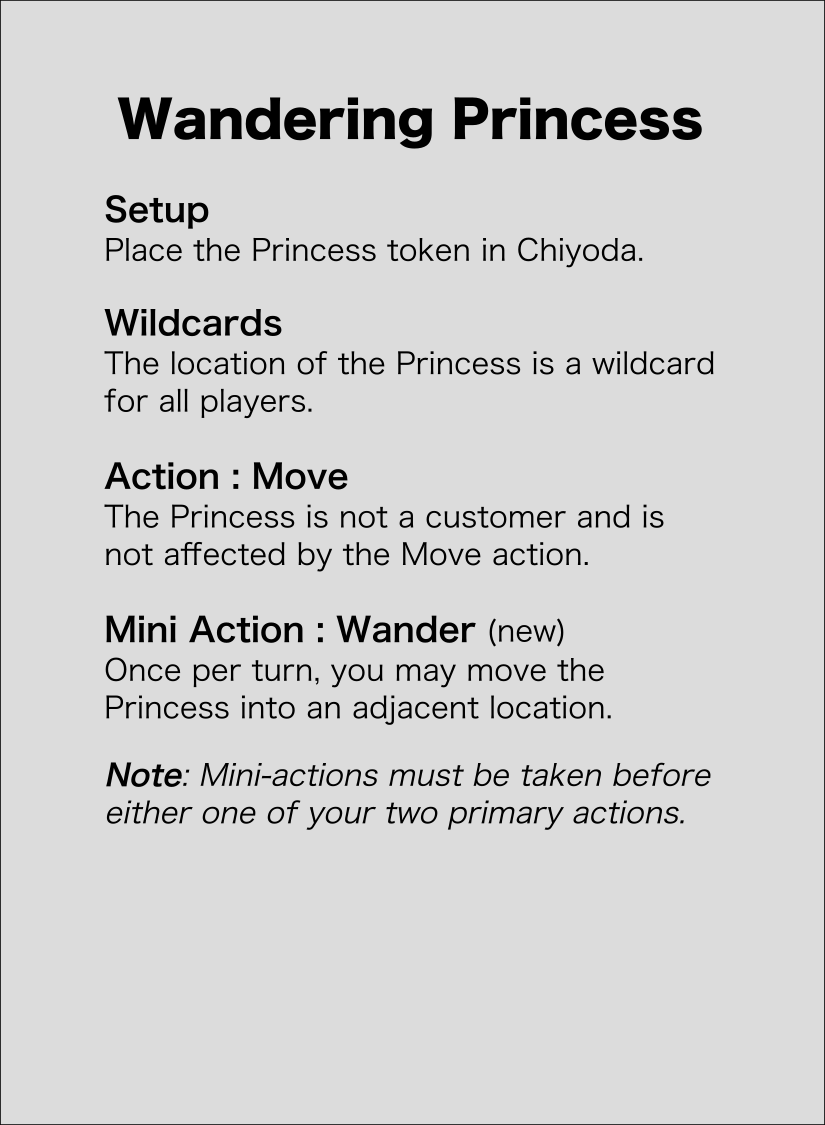 Wandering Princess
Setup
Place the Princess token in Chiyoda.
Wildcards
The location of the Princess is a wildcard
for all players.
Action : Move
The Princess is not a customer and is
not affected by the Move action.
Mini Action : Wander (new)
Once per turn, you may move the
Princess into an adjacent location.
Note: Mini-actions must be taken before
either one of your two primary actions.